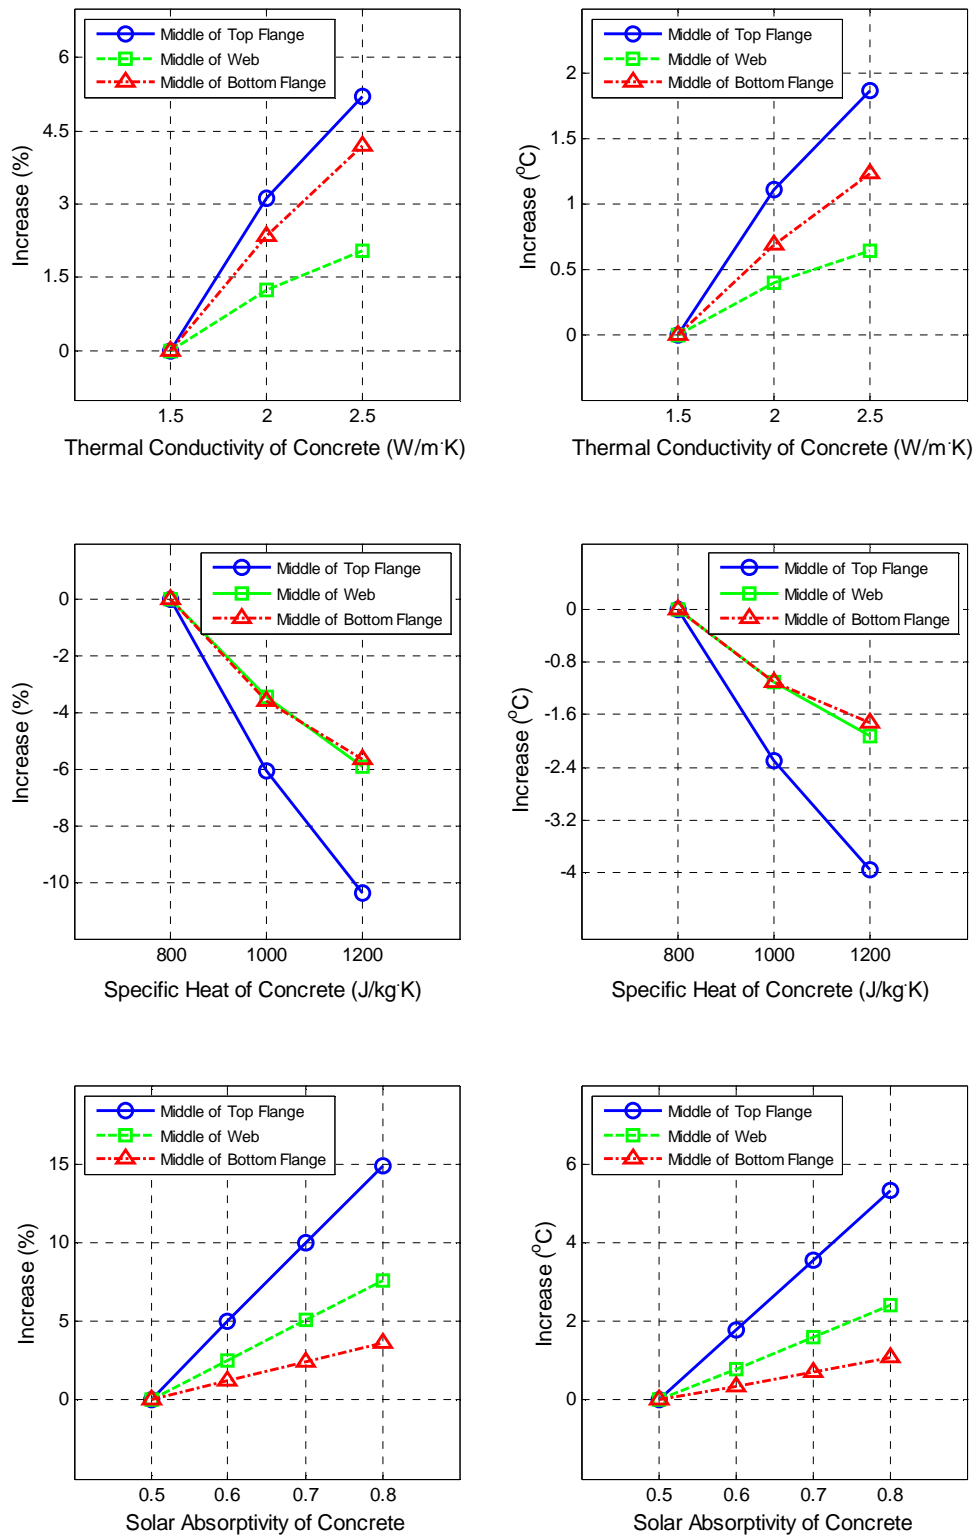 Middle of Top Flange
Middle of Web
Middle of Bottom Flange
6
4.5
3
1.5
0
Increase (%)
1.5 2 2.5
Thermal Conductivity of Concrete (W/m·K)
Middle of Top Flange
Middle of Web
Middle of Bottom Flange
2
1.5
1
0.5
0
Increase (⁰C)
1.5 2 2.5
Thermal Conductivity of Concrete (W/m·K)
Middle of Top Flange
Middle of Web
Middle of Bottom Flange
0
-2
-4
-6
-8
-10
Increase (%)
800 1000 1200
Specific Heat of Concrete (J/kg·K)
Middle of Top Flange
Middle of Web
Middle of Bottom Flange
0
-0.8
-1.6
-2.4
-3.2
-4
Increase (⁰C)
800 1000 1200
Specific Heat of Concrete (J/kg·K)
Middle of Top Flange
Middle of Web
Middle of Bottom Flange
15
10
5
0
Increase (%)
0.5 0.6 0.7 0.8
Solar Absorptivity of Concrete
Middle of Top Flange
Middle of Web
Middle of Bottom Flange
6
4
2
0
Increase (⁰C)
0.5 0.6 0.7 0.8
Solar Absorptivity of Concrete